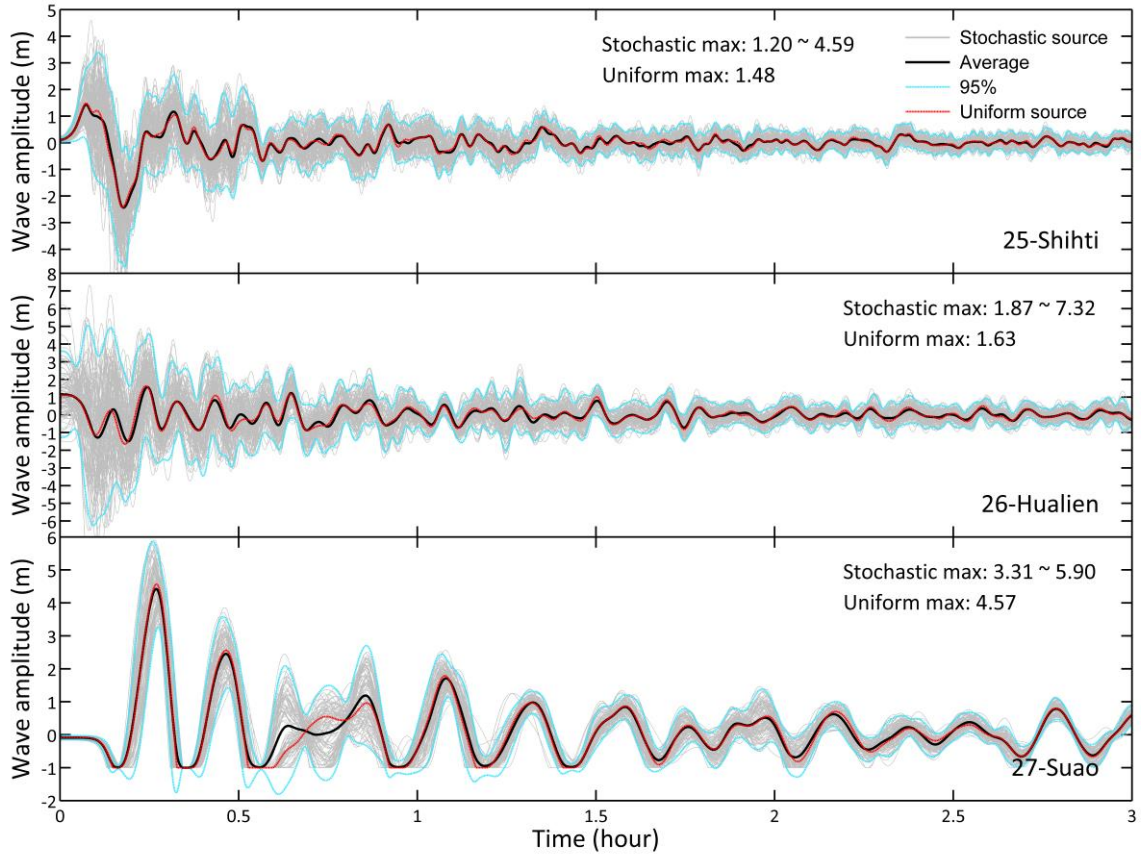 Wave amplitude (m)
5
4
3
2
1
0
-1
-2
-3
-4
Stochastic max: 1.20 ~ 4.59
Uniform max: 1.48
Stochastic source
Average
95%
Uniform source
25-Shihti
Wave amplitude (m)
8
7
6
5
4
3
2
1
0
-1
-2
-3
-4
-5
-6
Stochastic max: 1.87 ~ 7.32
Uniform max: 1.63
26-Hualien
Wave amplitude (m)
6
5
4
3
2
1
0
-1
-2
Stochastic max: 3.31 ~ 5.90
Uniform max: 4.57
27-Suao
0 0.5 1 1.5 2 2.5 3
Time (hour)